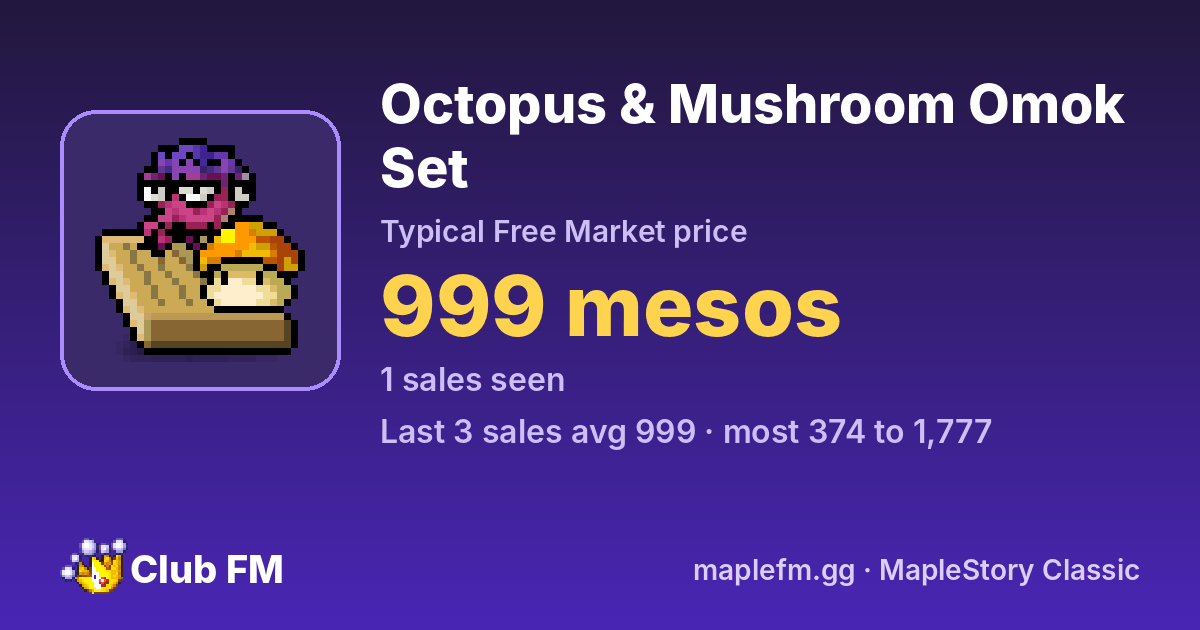 Octopus & Mushroom Omok
Set
Typical Free Market price
999 mesos
1 sales seen
Last 3 sales avg 999 · most 374 to 1,777
Club FM
maplefm.gg · MapleStory Classic